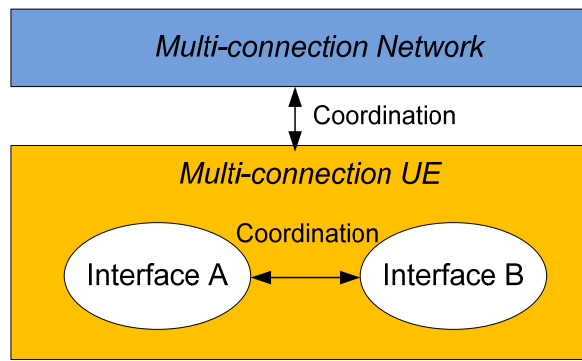 Multi-connection Network
Coordination
Multi-connection UE
Coordination
Interface A
Interface B